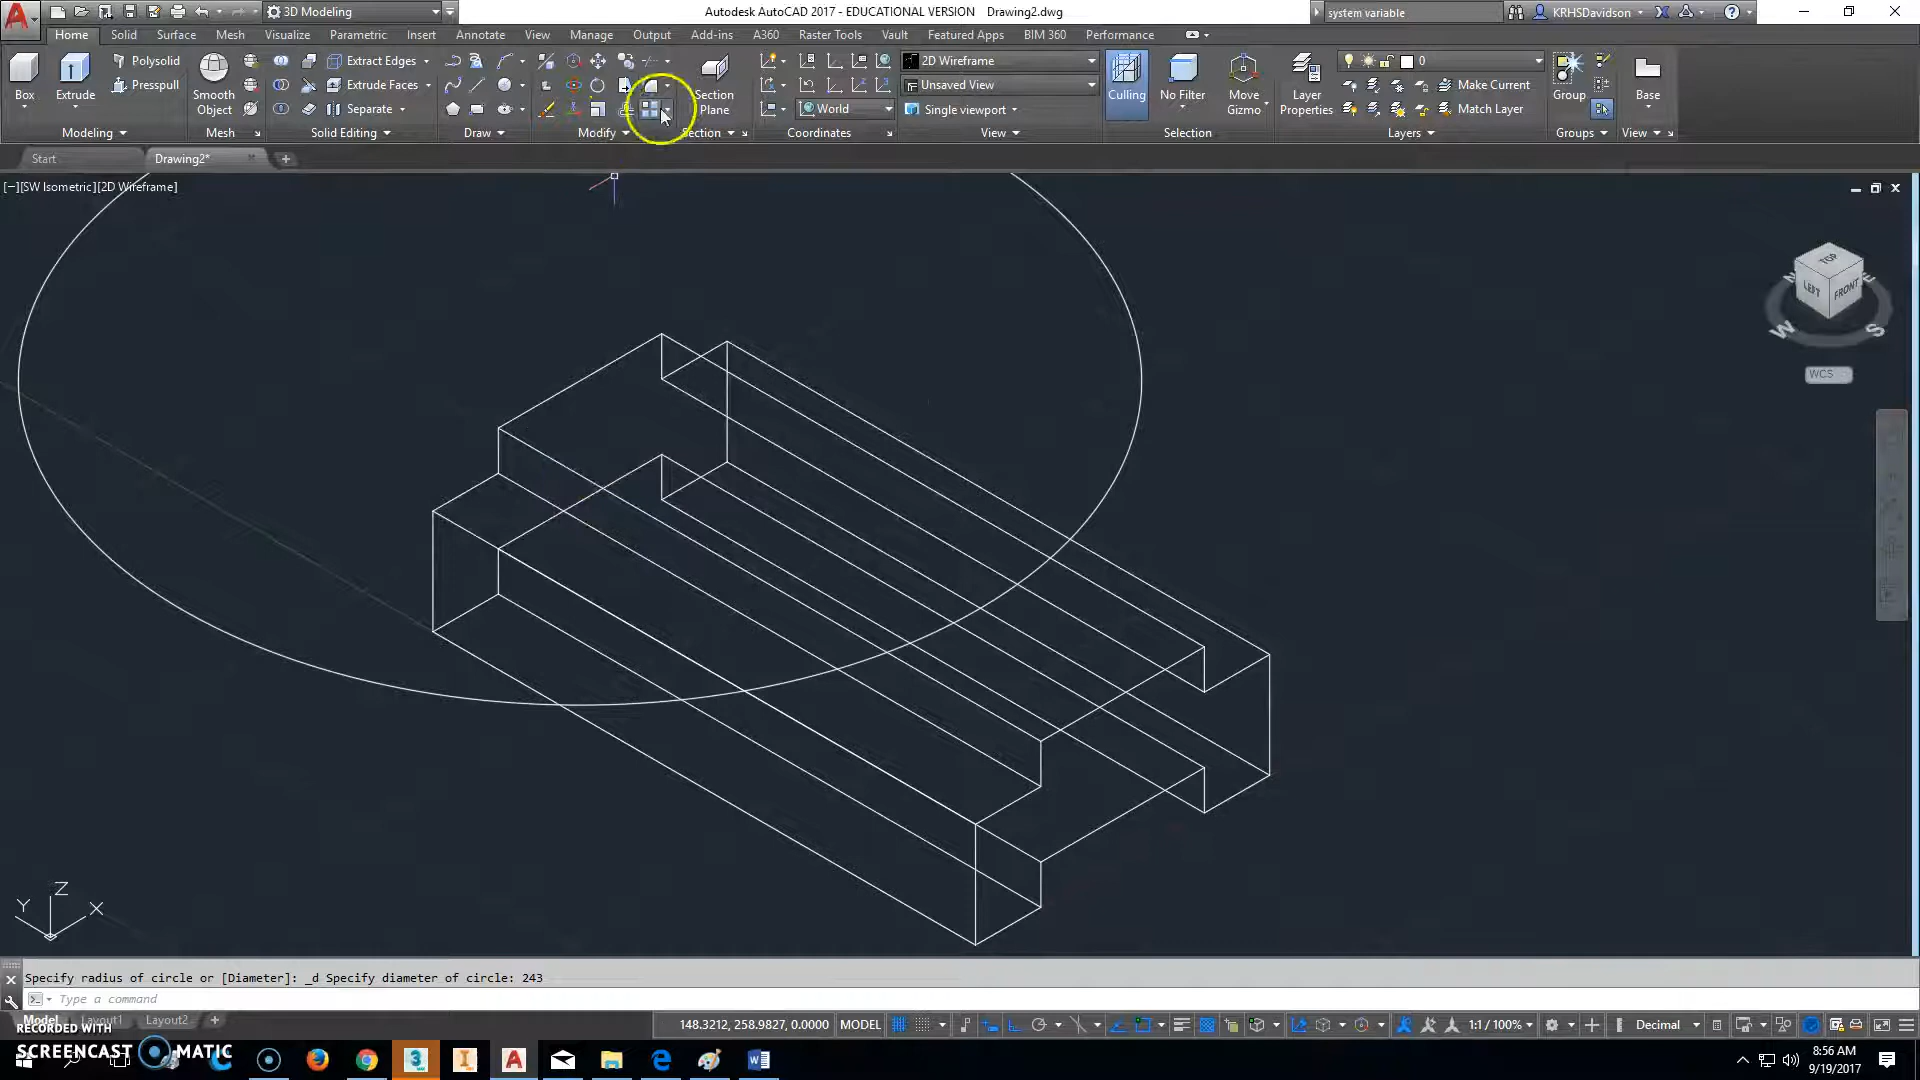 3D Modeling
Autodesk AutoCAD 2017 - EDUCATIONAL VERSION Drawing2.dwg
system variable
KRHSDavidson
Home Solid Surface Mesh Visualize Parametric Insert Annotate View Manage Output Add-ins A360 Raster Tools Vault Featured Apps BIM 360 Performance
Polysolid
Extract Edges
2D Wireframe
0
Presspull
Extrude Faces
Unsaved View
Make Current
Box
Extrude
Smooth Object
Separate
Section Plane
World
Single viewport
Culling
No Filter
Move Gizmo
Layer Properties
Match Layer
Group
Base
Modeling
Mesh
Solid Editing
Draw
Modify
Section
Coordinates
View
Selection
Layers
Groups
View
Start
Drawing2*
[−][SW Isometric][2D Wireframe]
TOP
LEFT
FRONT
N
E
W
S
WCS
Z
Y
X
Specify radius of circle or [Diameter]: _d Specify diameter of circle: 243
Type a command
Model Layout1 Layout2
148.3212, 258.9827, 0.0000 MODEL
1:1 / 100%
Decimal
RECORDED WITH
SCREENCAST MATIC
8:56 AM
9/19/2017